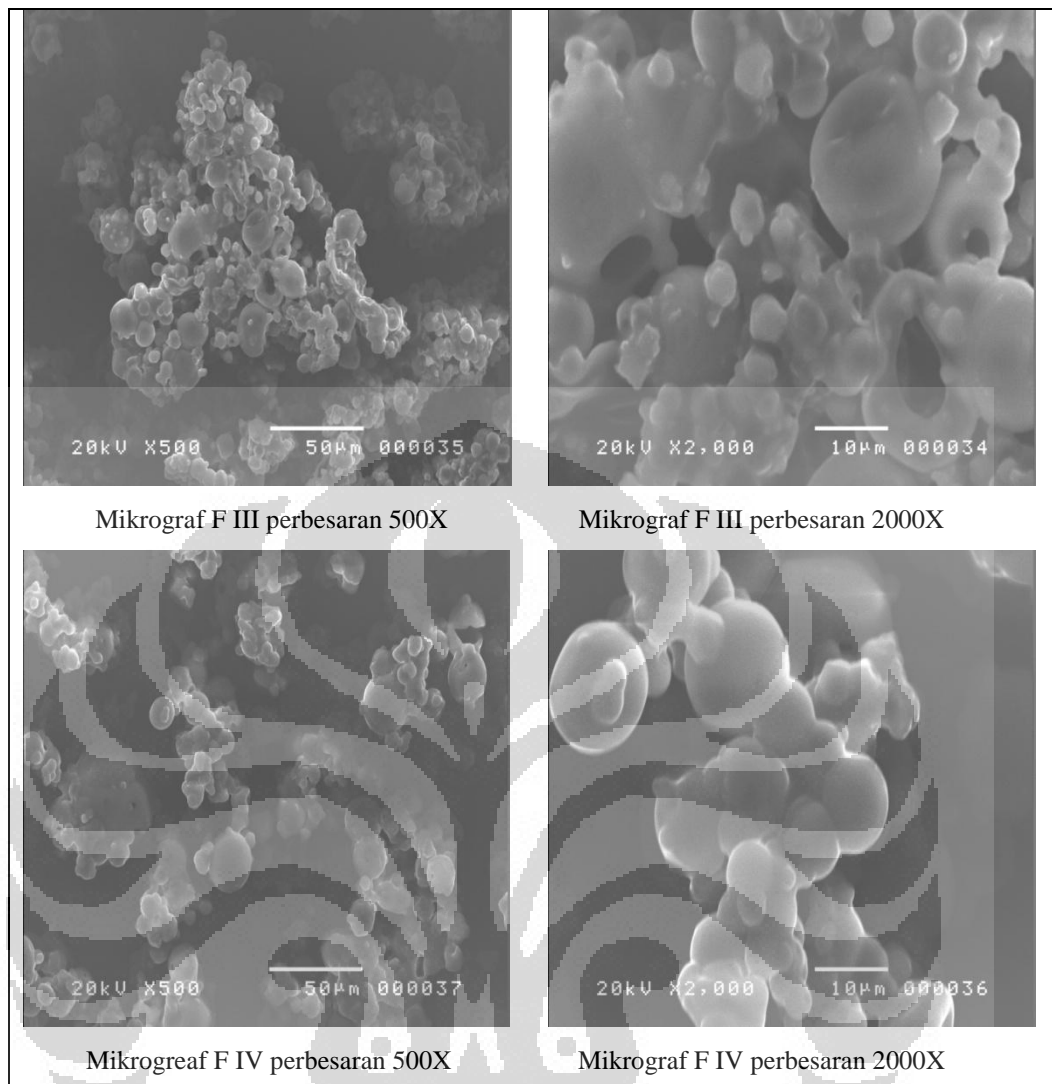 20kV X500 50µm 000035
20kV X2,000 10µm 000034
Mikrograf F III perbesaran 500X
Mikrograf F III perbesaran 2000X
20kV X500 50µm 000037
20kV X2,000 10µm 000036
Mikrogreaf F IV perbesaran 500X
Mikrograf F IV perbesaran 2000X